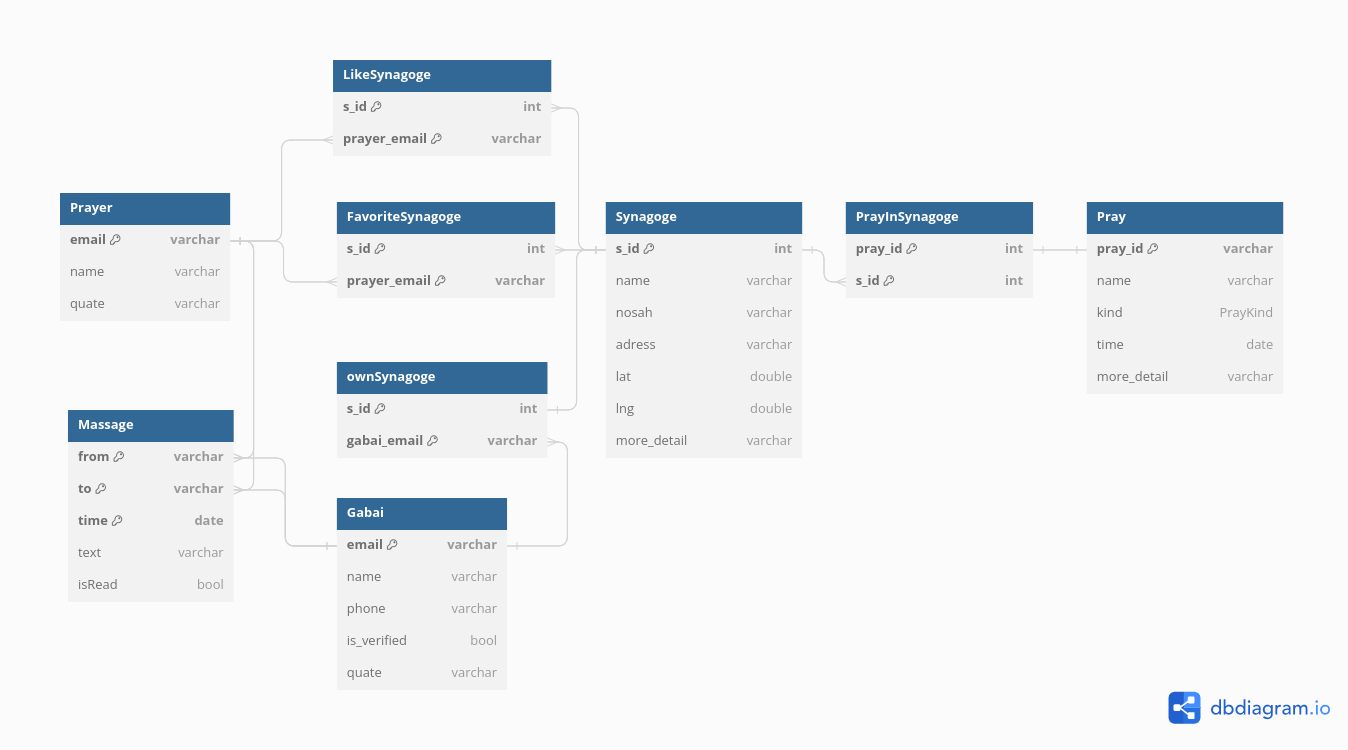 LikeSynagoge
s_id int
prayer_email varchar
Prayer
email varchar
name varchar
quate varchar
FavoriteSynagoge
s_id int
prayer_email varchar
Synagoge
s_id int
name varchar
nosah varchar
adress varchar
lat double
lng double
more_detail varchar
PrayInSynagoge
pray_id int
s_id int
Pray
pray_id varchar
name varchar
kind PrayKind
time date
more_detail varchar
ownSynagoge
s_id int
gabai_email varchar
Massage
from varchar
to varchar
time date
text varchar
isRead bool
Gabai
email varchar
name varchar
phone varchar
is_verified bool
quate varchar
dbdiagram.io